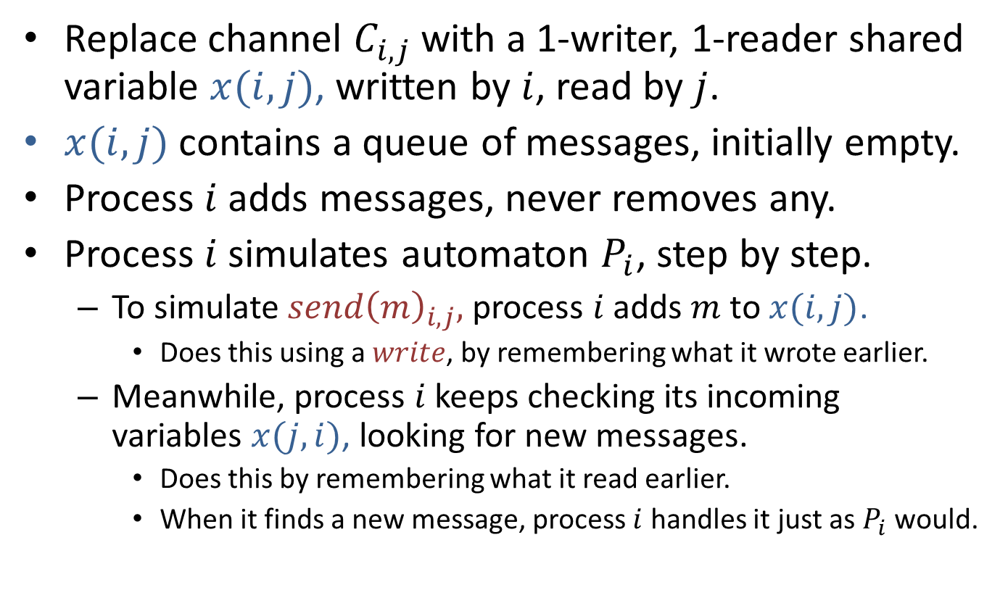 • Replace channel C_{i,j} with a 1-writer, 1-reader shared
variable x(i,j), written by i, read by j.
• x(i,j) contains a queue of messages, initially empty.
• Process i adds messages, never removes any.
• Process i simulates automaton P_i, step by step.
– To simulate send(m)_{i,j}, process i adds m to x(i,j).
• Does this using a write, by remembering what it wrote earlier.
– Meanwhile, process i keeps checking its incoming
variables x(j,i), looking for new messages.
• Does this by remembering what it read earlier.
• When it finds a new message, process i handles it just as P_i would.